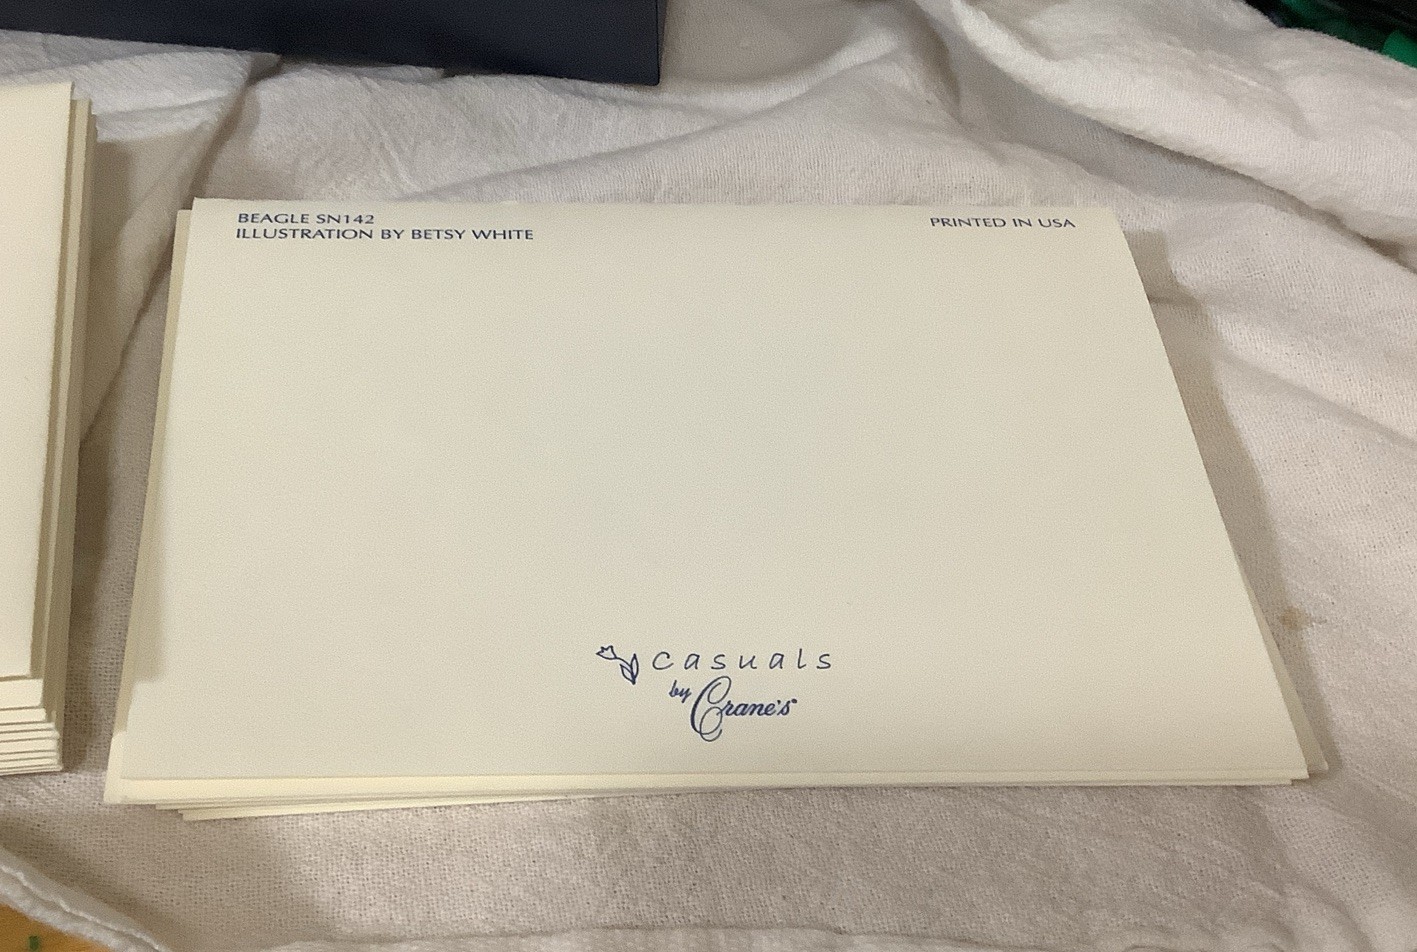 BEAGLE SN142
ILLUSTRATION BY BETSY WHITE
PRINTED IN USA
casuals
by Crane's